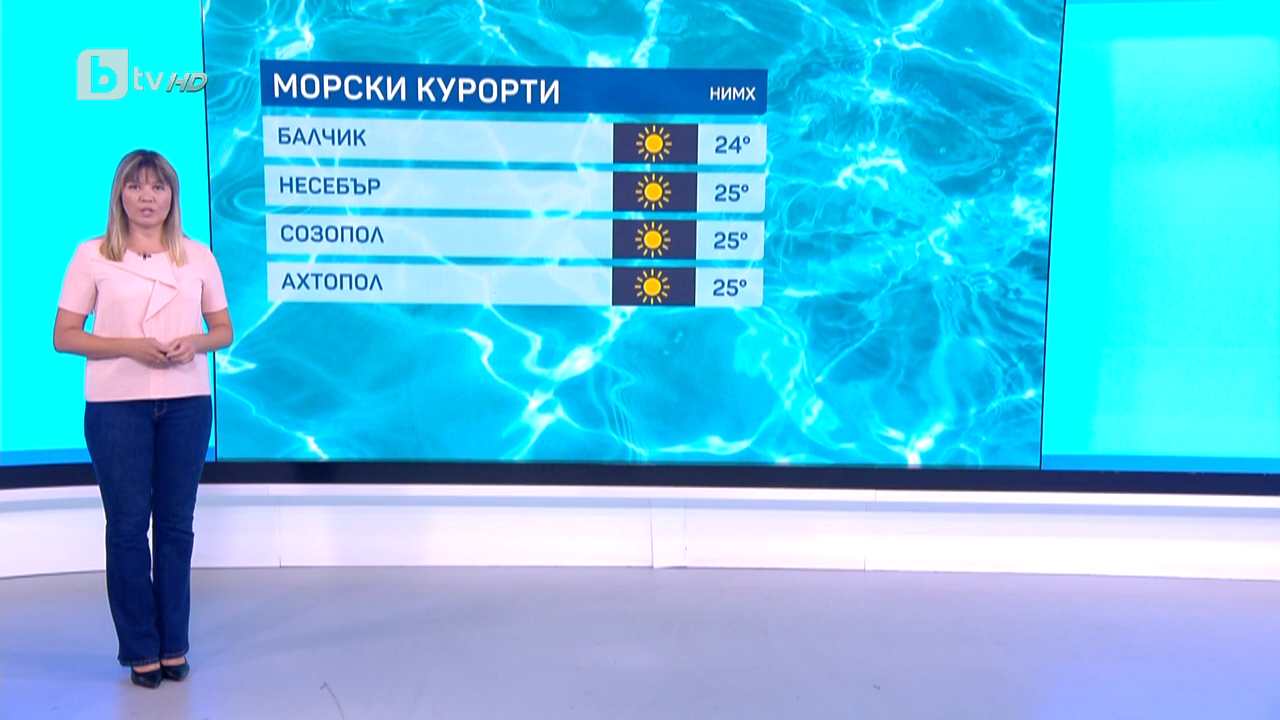 btv HD
МОРСКИ КУРОРТИ НИМХ
БАЛЧИК 24°
НЕСЕБЪР 25°
СОЗОПОЛ 25°
АХТОПОЛ 25°